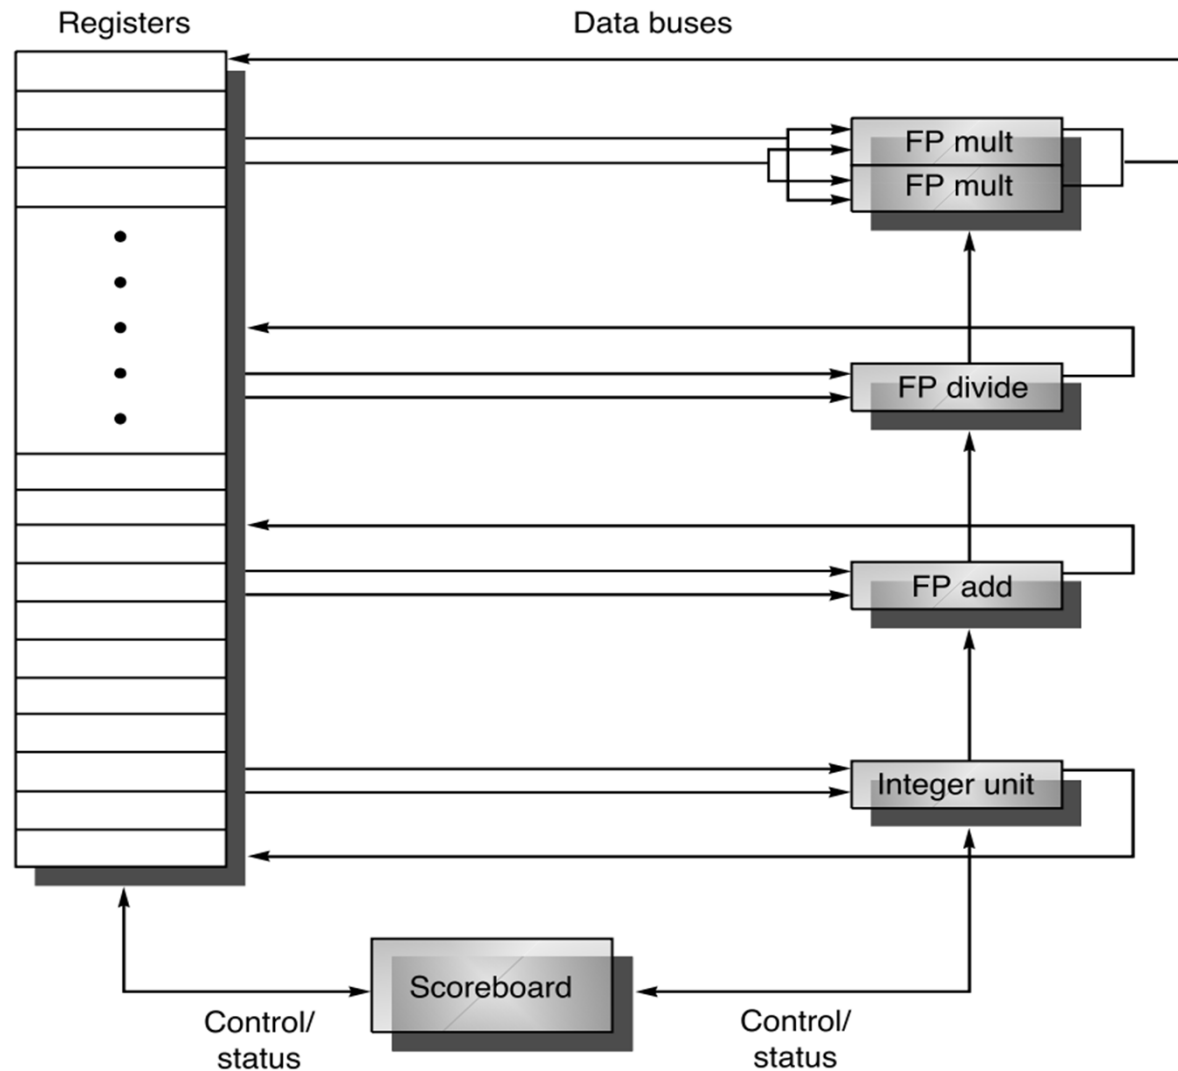 Registers
Data buses
FP mult
FP mult
FP divide
FP add
Integer unit
Scoreboard
Control/
status
Control/
status